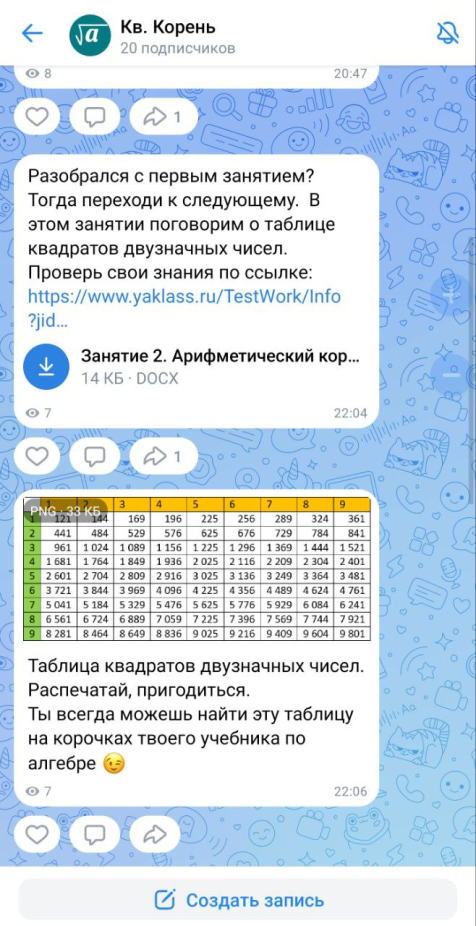 Кв. Корень
20 подписчиков
8 20:47
1
Разобрался с первым занятием?
Тогда переходи к следующему. В
этом занятии поговорим о таблице
квадратов двузначных чисел.
Проверь свои знания по ссылке:
https://www.yaklass.ru/TestWork/Info
?jid...
Занятие 2. Арифметический кор...
14 КБ · DOCX
7 22:04
1
PNG · 33 КБ
1 2 3 4 5 6 7 8 9
1 121 144 169 196 225 256 289 324 361
2 441 484 529 576 625 676 729 784 841
3 961 1 024 1 089 1 156 1 225 1 296 1 369 1 444 1 521
4 1 681 1 764 1 849 1 936 2 025 2 116 2 209 2 304 2 401
5 2 601 2 704 2 809 2 916 3 025 3 136 3 249 3 364 3 481
6 3 721 3 844 3 969 4 096 4 225 4 356 4 489 4 624 4 761
7 5 041 5 184 5 329 5 476 5 625 5 776 5 929 6 084 6 241
8 6 561 6 724 6 889 7 059 7 225 7 396 7 569 7 744 7 921
9 8 281 8 464 8 649 8 836 9 025 9 216 9 409 9 604 9 801
Таблица квадратов двузначных чисел.
Распечатай, пригодиться.
Ты всегда можешь найти эту таблицу
на корочках твоего учебника по
алгебре 😉
7 22:06
Создать запись